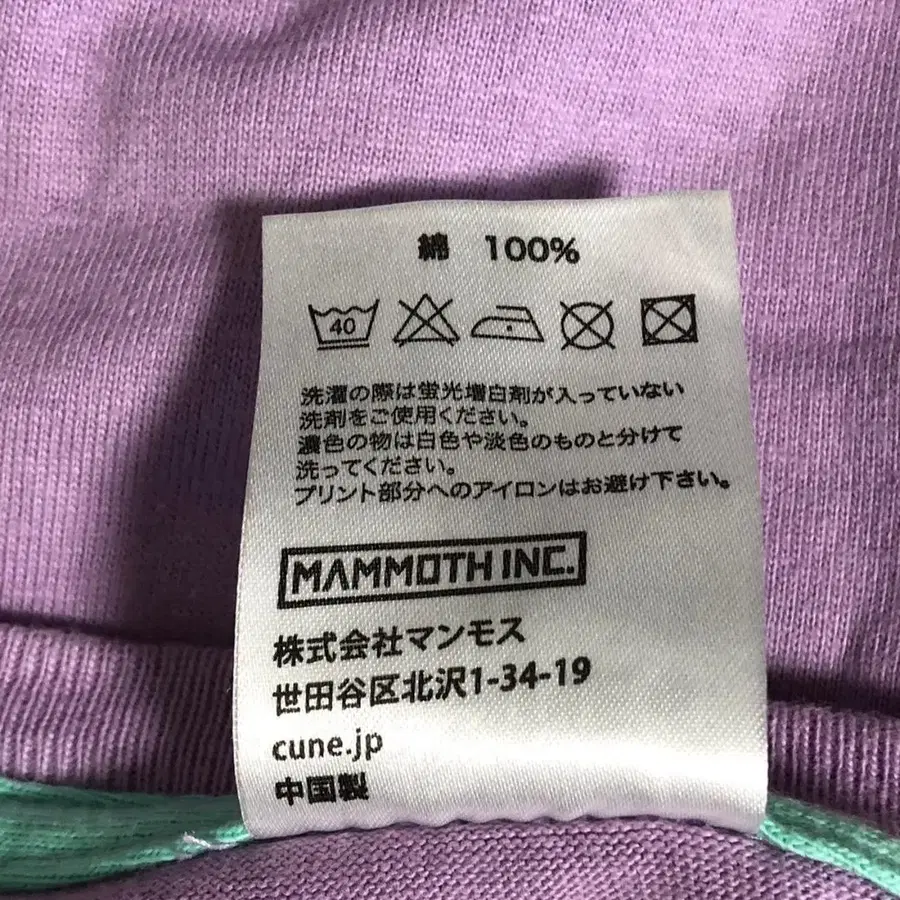 綿 100%
40
洗濯の際は蛍光増白剤が入っていない
洗剤をご使用ください。
濃色の物は白色や淡色のものと分けて
洗ってください。
プリント部分へのアイロンはお避け下さい。
MAMMOTH INC.
株式会社マンモス
世田谷区北沢1-34-19
cune.jp
中国製